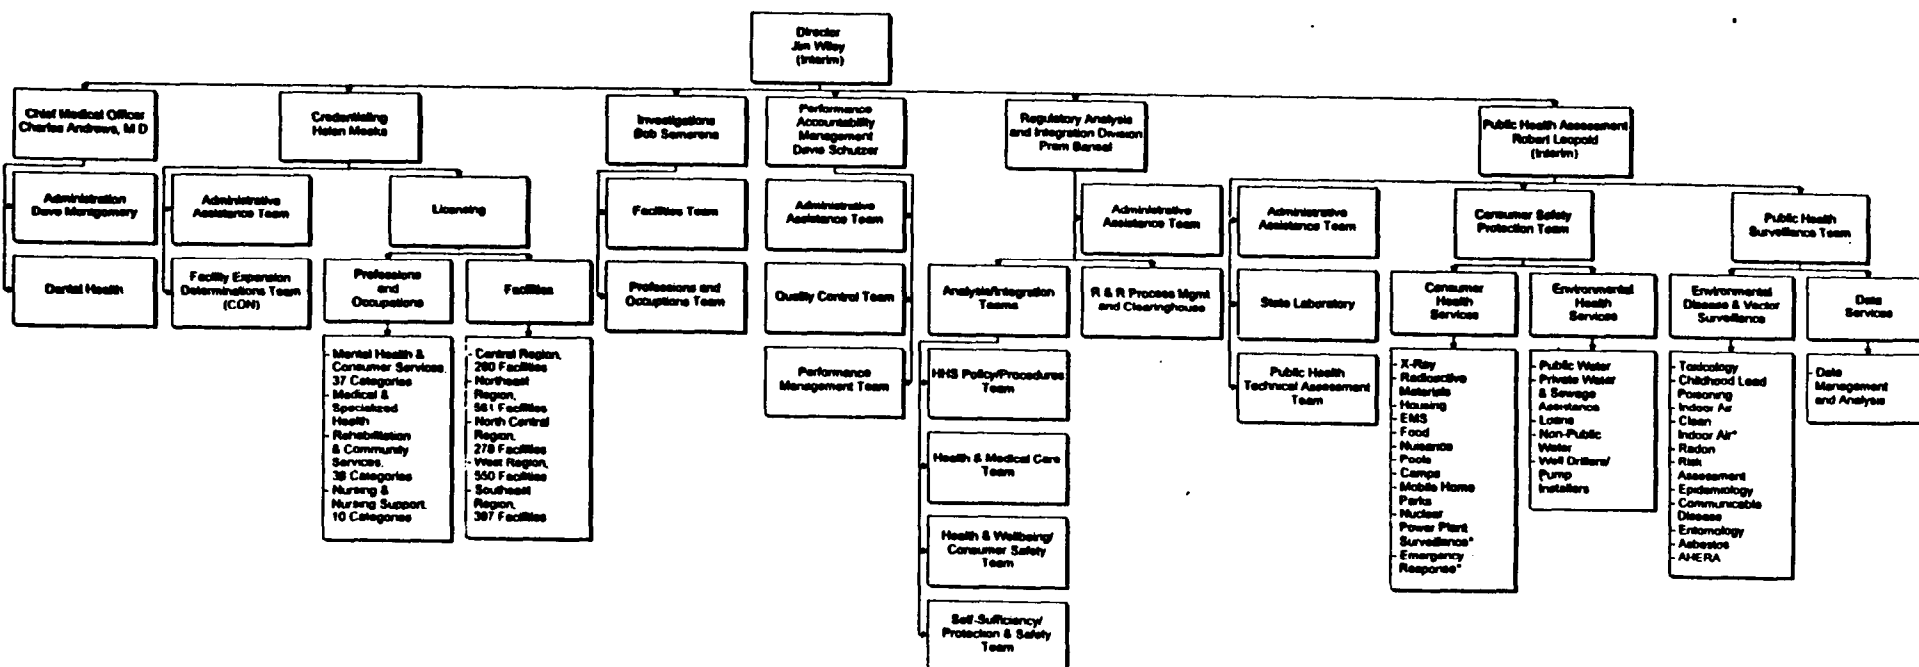 Director
Jim Wiley
(Interim)
Chief Medical Officer
Charles Andrews, M D
Credentialing
Helen Meeks
Investigations
Bob Semerena
Performance
Accountability
Management
Davis Schutzer
Regulatory Analysis
and Integration Division
Prem Bansal
Public Health Assessment
Robert Leopold
(Interim)
Administration
Dave Montgomery
Dental Health
Administrative
Assistance Team
Facility Expansion
Determinations Team
(CON)
Licensing
Professions
and
Occupations
Facilities
- Mental Health &
Consumer Services.
37 Categories
- Medical &
Specialized
Health
- Rehabilitation
& Community
Services.
38 Categories
- Nursing &
Nursing Support.
10 Categories
- Central Region,
280 Facilities
- Northeast
Region,
561 Facilities
- North Central
Region.
278 Facilities
- West Region,
550 Facilities
- Southeast
Region,
397 Facilities
Facilities Team
Professions and
Occuptions Team
Administrative
Assistance Team
Quality Control Team
Performance
Management Team
Administrative
Assistance Team
Analysis/Integration
Teams
R & R Process Mgmt
and Clearinghouse
HHS Policy/Procedures
Team
Health & Medical Care
Team
Health & Wellbeing/
Consumer Safety
Team
Self-Sufficiency/
Protection & Safety
Team
Administrative
Assistance Team
State Laboratory
Public Health
Technical Assessment
Team
Consumer Safety
Protection Team
Consumer
Health
Services
- X-Ray
- Radioactive
Materials
- Housing
- EMS
- Food
- Nuisance
- Pools
- Camps
- Mobile Home
Parks
- Nuclear
Power Plant
Surveillance*
- Emergency
Response*
Environmental
Health
Services
- Public Water
- Private Water
& Sewage
Assistance
- Loans
- Non-Public
Water
- Well Drillers/
Pump
Installers
Public Health
Surveillance Team
Environmental
Disease & Vector
Surveillance
- Toxicology
- Childhood Lead
Poisoning
- Indoor Air
- Clean
Indoor Air*
- Radon
- Risk
Assessment
- Epidemiology
- Communicable
Disease
- Entomology
- Asbestos
- AHERA
Data
Services
- Data
Management
and Analysis